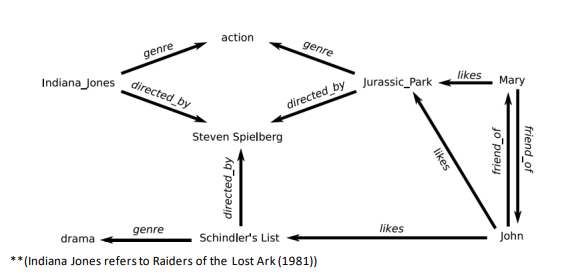 action
genre
genre
Indiana_Jones
Jurassic_Park
likes
Mary
directed_by
directed_by
Steven Spielberg
likes
friend_of
friend_of
directed_by
drama
genre
Schindler's List
likes
John
**(Indiana Jones refers to Raiders of the Lost Ark (1981))